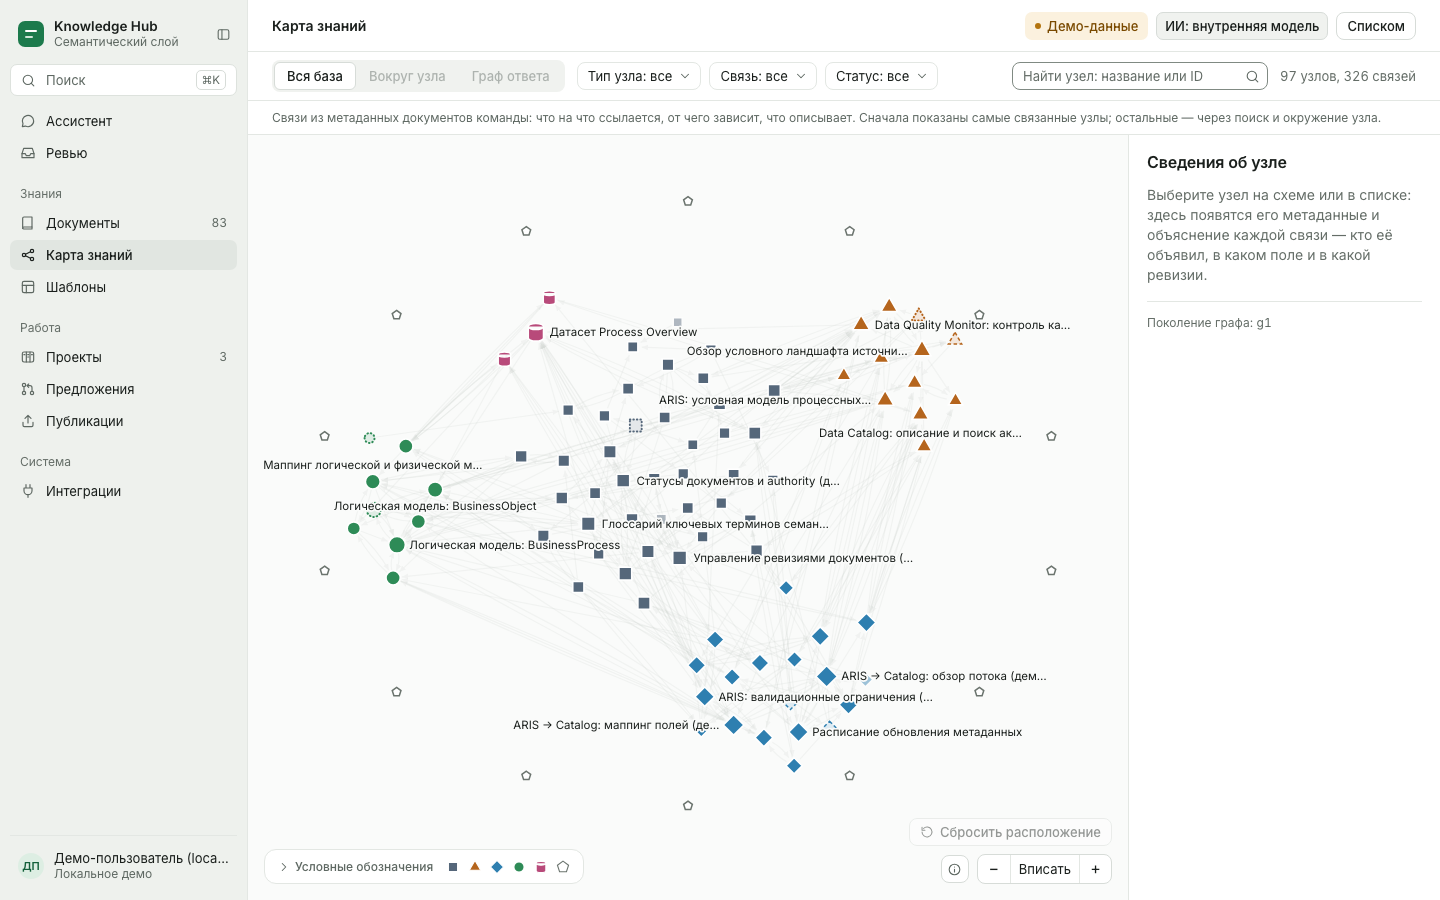 Knowledge Hub
Семантический слой
Поиск
⌘K
Ассистент
Ревью
Знания
Документы 83
Карта знаний
Шаблоны
Работа
Проекты 3
Предложения
Публикации
Система
Интеграции
ДП
Демо-пользователь (loca...
Локальное демо
Карта знаний
Демо-данные
ИИ: внутренняя модель
Списком
Вся база
Вокруг узла
Граф ответа
Тип узла: все
Связь: все
Статус: все
Найти узел: название или ID
97 узлов, 326 связей
Связи из метаданных документов команды: что на что ссылается, от чего зависит, что описывает. Сначала показаны самые связанные узлы; остальные — через поиск и окружение узла.
Датасет Process Overview
Data Quality Monitor: контроль ка...
Обзор условного ландшафта источни...
ARIS: условная модель процессных...
Data Catalog: описание и поиск ак...
Маппинг логической и физической м...
Статусы документов и authority (д...
Логическая модель: BusinessObject
Глоссарий ключевых терминов семан...
Логическая модель: BusinessProcess
Управление ревизиями документов (...
ARIS → Catalog: обзор потока (дем...
ARIS: валидационные ограничения (...
ARIS → Catalog: маппинг полей (де...
Расписание обновления метаданных
Сбросить расположение
Условные обозначения
−
Вписать
+
Сведения об узле
Выберите узел на схеме или в списке:
здесь появятся его метаданные и
объяснение каждой связи — кто её
объявил, в каком поле и в какой
ревизии.
Поколение графа: g1